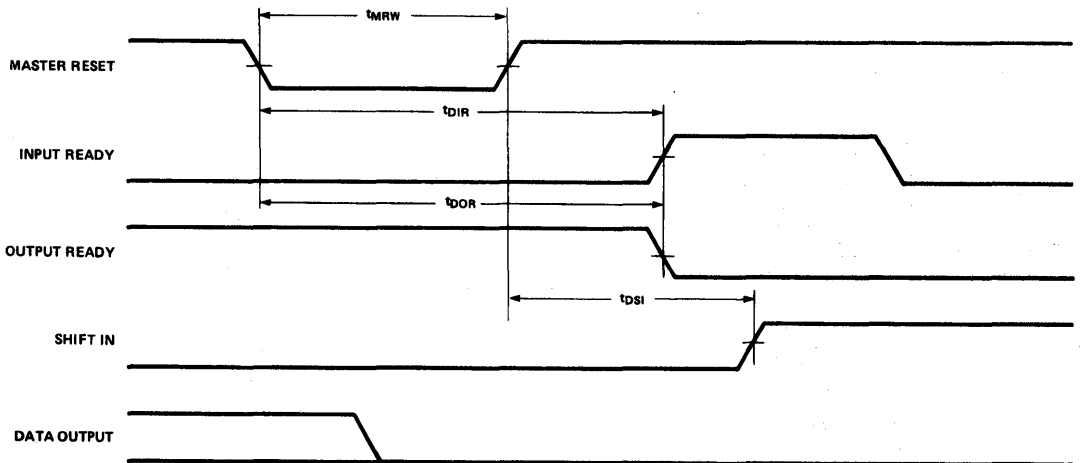 tMRW
MASTER RESET
tDIR
INPUT READY
tDOR
OUTPUT READY
tDSI
SHIFT IN
DATA OUTPUT